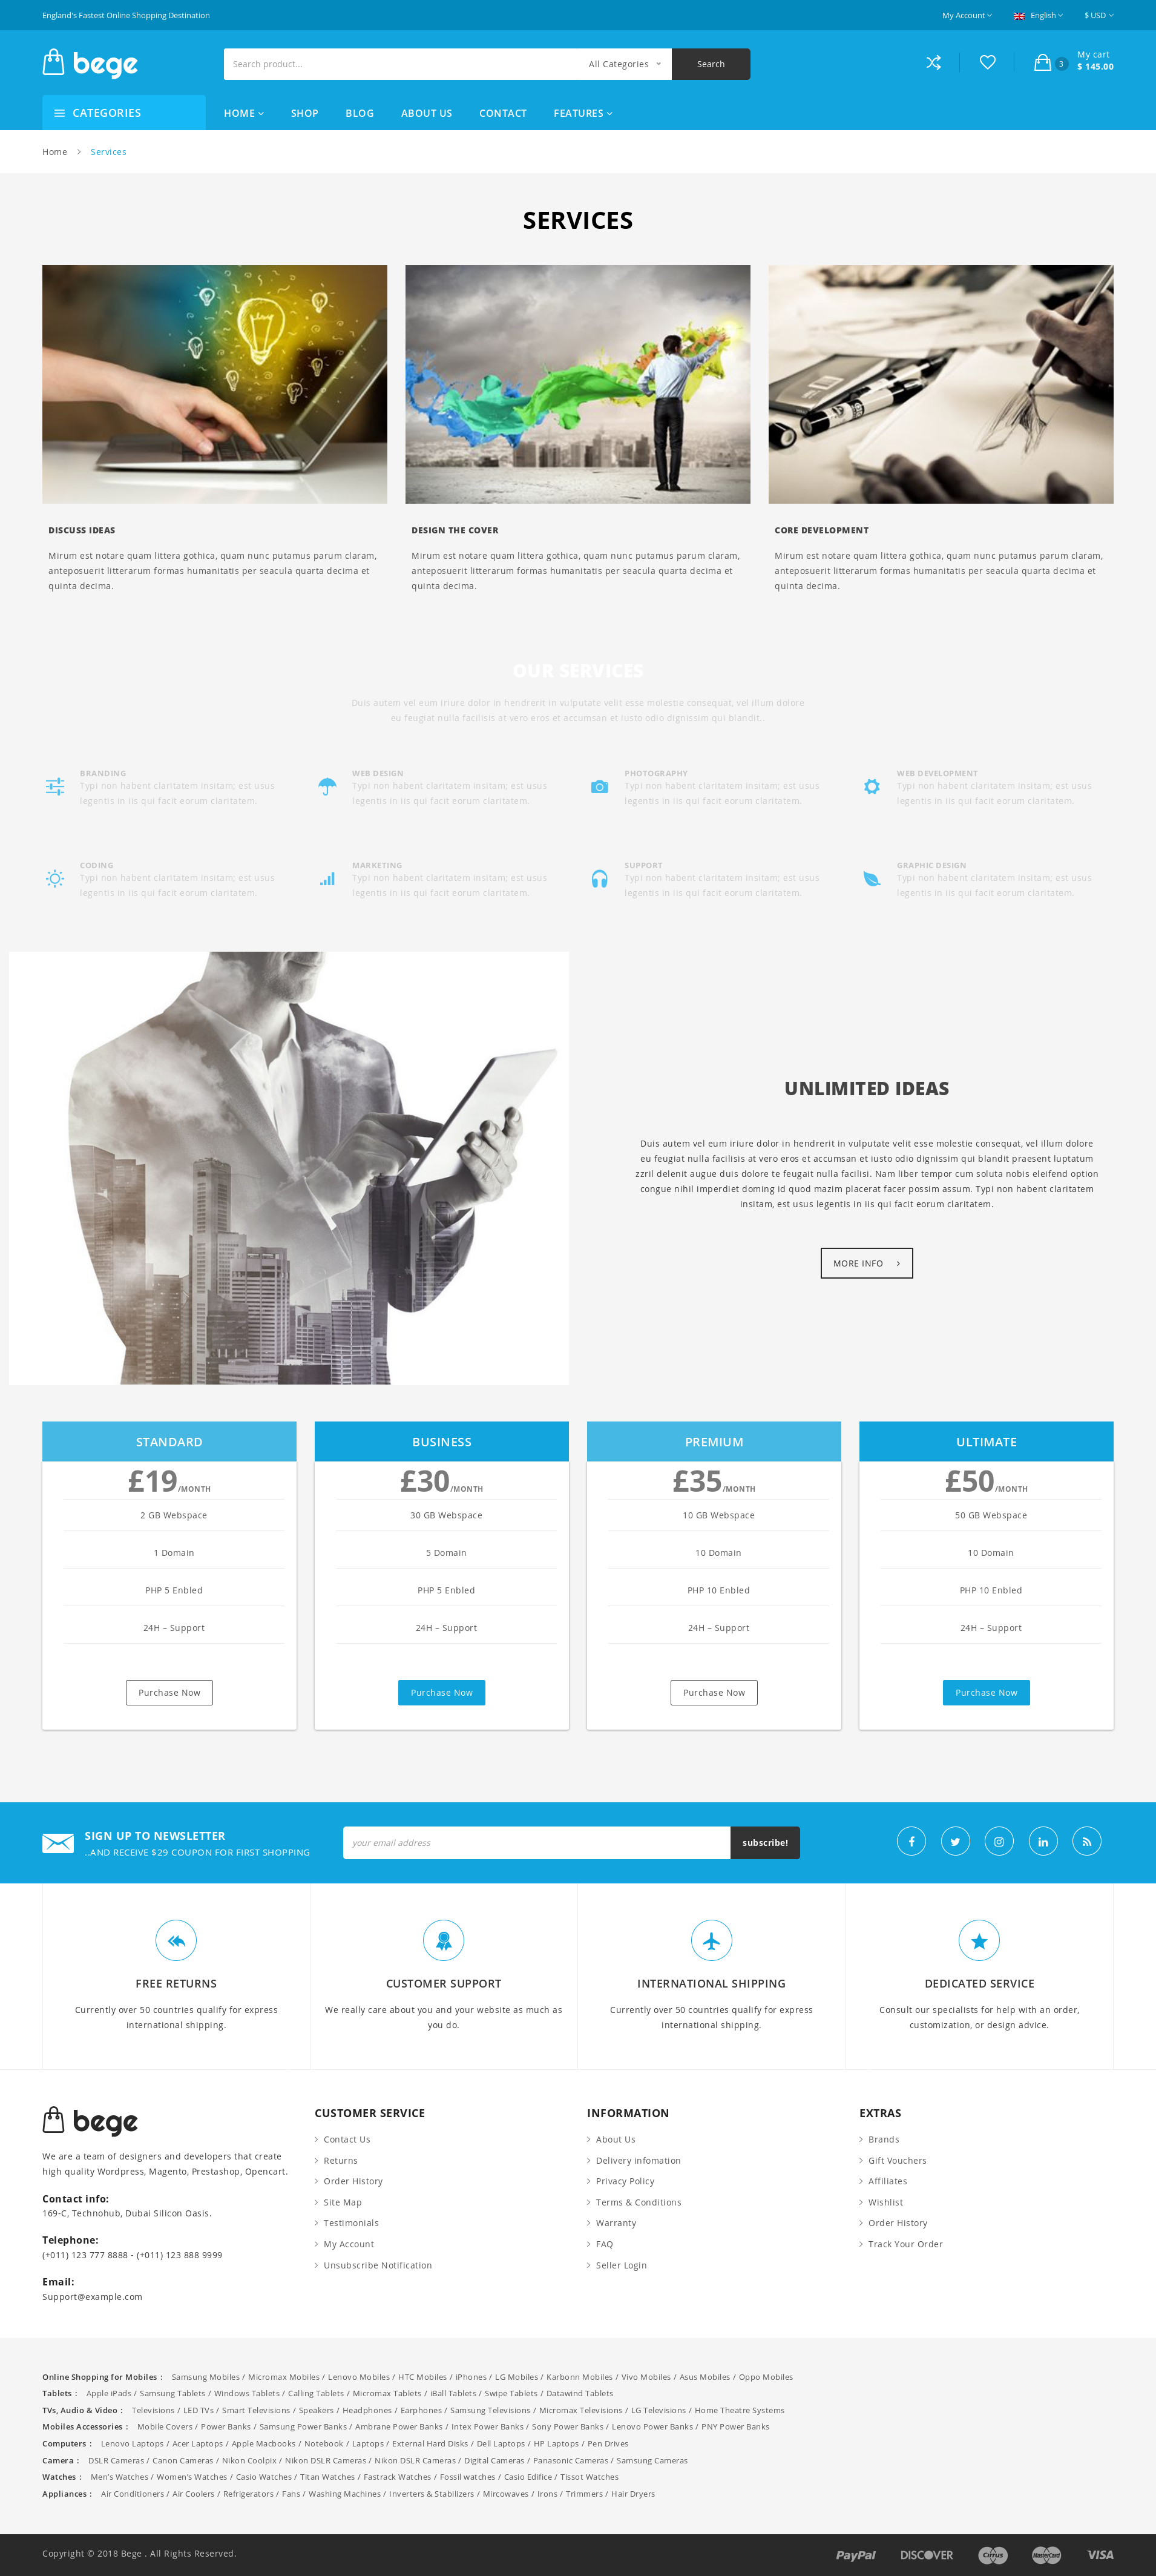 England's Fastest Online Shopping Destination
My Account English $ USD
bege
Search product... All Categories Search
3 My cart
$ 145.00
CATEGORIES HOME SHOP BLOG ABOUT US CONTACT FEATURES
Home Services
SERVICES
DISCUSS IDEAS
Mirum est notare quam littera gothica, quam nunc putamus parum claram,
anteposuerit litterarum formas humanitatis per seacula quarta decima et
quinta decima.
DESIGN THE COVER
Mirum est notare quam littera gothica, quam nunc putamus parum claram,
anteposuerit litterarum formas humanitatis per seacula quarta decima et
quinta decima.
CORE DEVELOPMENT
Mirum est notare quam littera gothica, quam nunc putamus parum claram,
anteposuerit litterarum formas humanitatis per seacula quarta decima et
quinta decima.
OUR SERVICES
Duis autem vel eum iriure dolor in hendrerit in vulputate velit esse molestie consequat, vel illum dolore
eu feugiat nulla facilisis at vero eros et accumsan et iusto odio dignissim qui blandit..
BRANDING
Typi non habent claritatem insitam; est usus
legentis in iis qui facit eorum claritatem.
WEB DESIGN
Typi non habent claritatem insitam; est usus
legentis in iis qui facit eorum claritatem.
PHOTOGRAPHY
Typi non habent claritatem insitam; est usus
legentis in iis qui facit eorum claritatem.
WEB DEVELOPMENT
Typi non habent claritatem insitam; est usus
legentis in iis qui facit eorum claritatem.
CODING
Typi non habent claritatem insitam; est usus
legentis in iis qui facit eorum claritatem.
MARKETING
Typi non habent claritatem insitam; est usus
legentis in iis qui facit eorum claritatem.
SUPPORT
Typi non habent claritatem insitam; est usus
legentis in iis qui facit eorum claritatem.
GRAPHIC DESIGN
Typi non habent claritatem insitam; est usus
legentis in iis qui facit eorum claritatem.
UNLIMITED IDEAS
Duis autem vel eum iriure dolor in hendrerit in vulputate velit esse molestie consequat, vel illum dolore
eu feugiat nulla facilisis at vero eros et accumsan et iusto odio dignissim qui blandit praesent luptatum
zzril delenit augue duis dolore te feugait nulla facilisi. Nam liber tempor cum soluta nobis eleifend option
congue nihil imperdiet doming id quod mazim placerat facer possim assum. Typi non habent claritatem
insitam, est usus legentis in iis qui facit eorum claritatem.
MORE INFO
STANDARD
£19/MONTH
2 GB Webspace
1 Domain
PHP 5 Enbled
24H – Support
Purchase Now
BUSINESS
£30/MONTH
30 GB Webspace
5 Domain
PHP 5 Enbled
24H – Support
Purchase Now
PREMIUM
£35/MONTH
10 GB Webspace
10 Domain
PHP 10 Enbled
24H – Support
Purchase Now
ULTIMATE
£50/MONTH
50 GB Webspace
10 Domain
PHP 10 Enbled
24H – Support
Purchase Now
SIGN UP TO NEWSLETTER
..AND RECEIVE $29 COUPON FOR FIRST SHOPPING
your email address subscribe!
FREE RETURNS
Currently over 50 countries qualify for express
international shipping.
CUSTOMER SUPPORT
We really care about you and your website as much as
you do.
INTERNATIONAL SHIPPING
Currently over 50 countries qualify for express
international shipping.
DEDICATED SERVICE
Consult our specialists for help with an order,
customization, or design advice.
bege
We are a team of designers and developers that create
high quality Wordpress, Magento, Prestashop, Opencart.
Contact info:
169-C, Technohub, Dubai Silicon Oasis.
Telephone:
(+011) 123 777 8888 - (+011) 123 888 9999
Email:
Support@example.com
CUSTOMER SERVICE
Contact Us
Returns
Order History
Site Map
Testimonials
My Account
Unsubscribe Notification
INFORMATION
About Us
Delivery Infomation
Privacy Policy
Terms & Conditions
Warranty
FAQ
Seller Login
EXTRAS
Brands
Gift Vouchers
Affiliates
Wishlist
Order History
Track Your Order
Online Shopping for Mobiles : Samsung Mobiles / Micromax Mobiles / Lenovo Mobiles / HTC Mobiles / iPhones / LG Mobiles / Karbonn Mobiles / Vivo Mobiles / Asus Mobiles / Oppo Mobiles
Tablets : Apple iPads / Samsung Tablets / Windows Tablets / Calling Tablets / Micromax Tablets / iBall Tablets / Swipe Tablets / Datawind Tablets
TVs, Audio & Video : Televisions / LED TVs / Smart Televisions / Speakers / Headphones / Earphones / Samsung Televisions / Micromax Televisions / LG Televisions / Home Theatre Systems
Mobiles Accessories : Mobile Covers / Power Banks / Samsung Power Banks / Ambrane Power Banks / Intex Power Banks / Sony Power Banks / Lenovo Power Banks / PNY Power Banks
Computers : Lenovo Laptops / Acer Laptops / Apple Macbooks / Notebook / Laptops / External Hard Disks / Dell Laptops / HP Laptops / Pen Drives
Camera : DSLR Cameras / Canon Cameras / Nikon Coolpix / Nikon DSLR Cameras / Nikon DSLR Cameras / Digital Cameras / Panasonic Cameras / Samsung Cameras
Watches : Men's Watches / Women's Watches / Casio Watches / Titan Watches / Fastrack Watches / Fossil watches / Casio Edifice / Tissot Watches
Appliances : Air Conditioners / Air Coolers / Refrigerators / Fans / Washing Machines / Inverters & Stabilizers / Mircowaves / Irons / Trimmers / Hair Dryers
Copyright © 2018 Bege . All Rights Reserved.
PayPal DISCOVER Cirrus MasterCard VISA